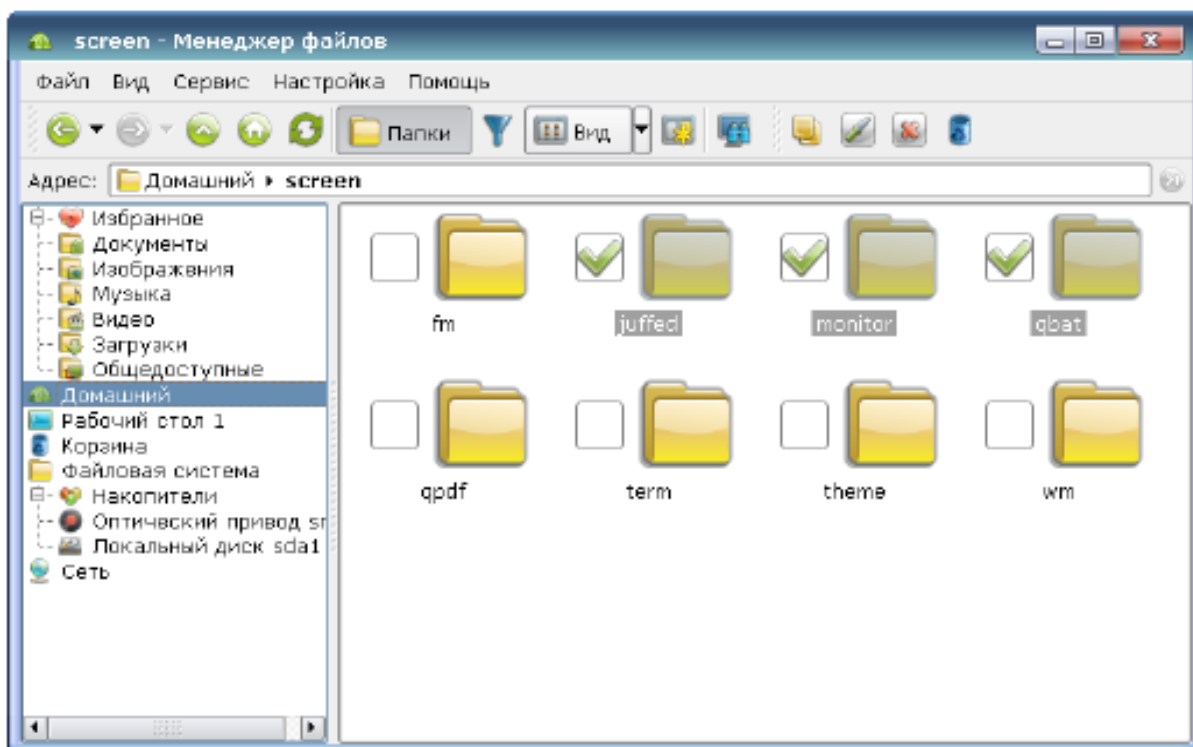 screen - Менеджер файлов
Файл Вид Сервис Настройка Помощь
Папки Вид
Адрес: Домашний screen
Избранное
Документы
Изображения
Музыка
Видео
Загрузки
Общедоступные
Домашний
Рабочий стол 1
Корзина
Файловая система
Накопители
Оптический привод sr
Локальный диск sda1
Сеть
fm juffed monitor qbat
qpdf term theme wm